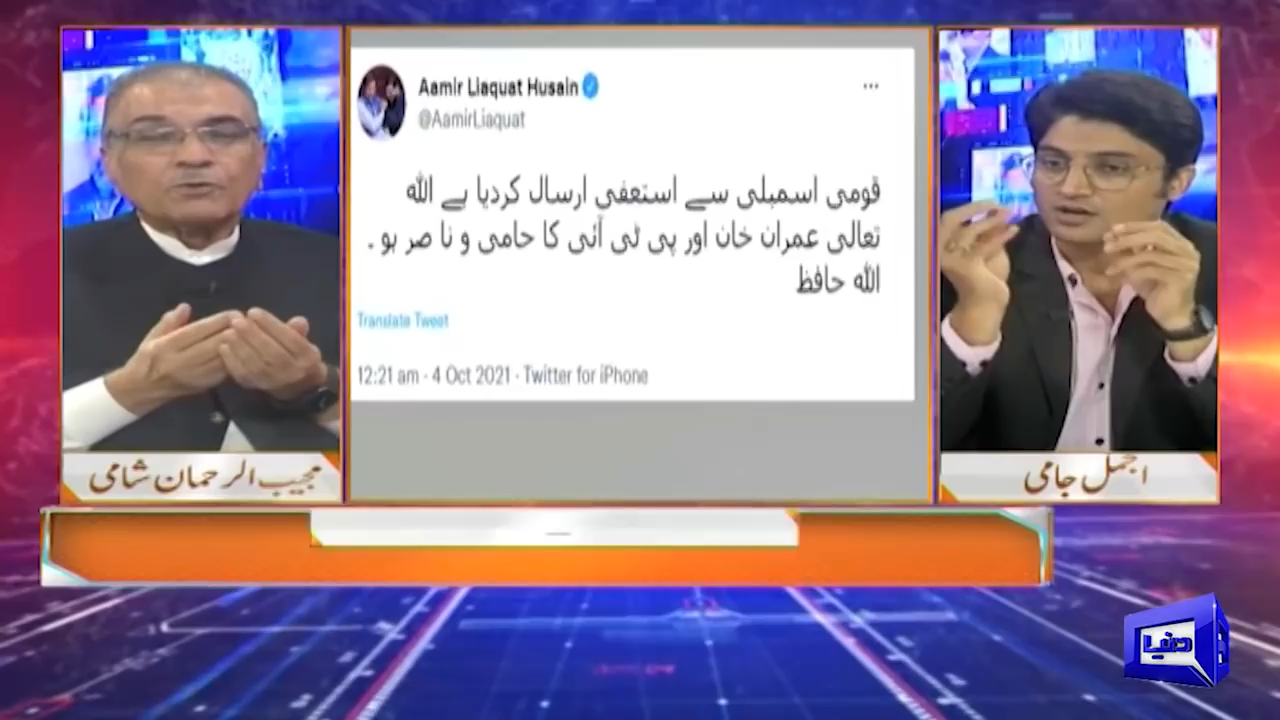 Aamir Liaquat Husain
@AamirLiaquat
قومی اسمبلی سے استعفی ارسال کردیا ہے اللہ
تعالی عمران خان اور پی ٹی آئی کا حامی و نا صر ہو ۔
اللہ حافظ
Translate Tweet
12:21 am · 4 Oct 2021 · Twitter for iPhone
مجیب الرحمان شامی
اجمل جامی
دنیا